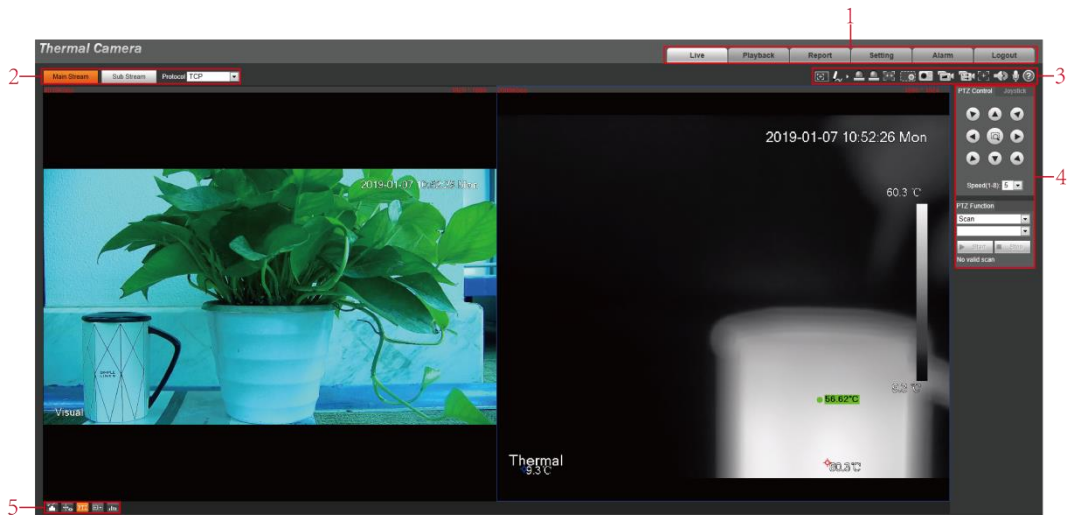 1
Thermal Camera
Live Playback Report Setting Alarm Logout
2
Main Stream Sub Stream Protocol TCP
3
PTZ Control Joystick
2019-01-07 10:52:26 Mon
4
Speed(1-8): 5
60.3 ℃
PTZ Function
Scan
No valid scan
56.62°C
Visual
Thermal
9.3℃
60.3℃
5